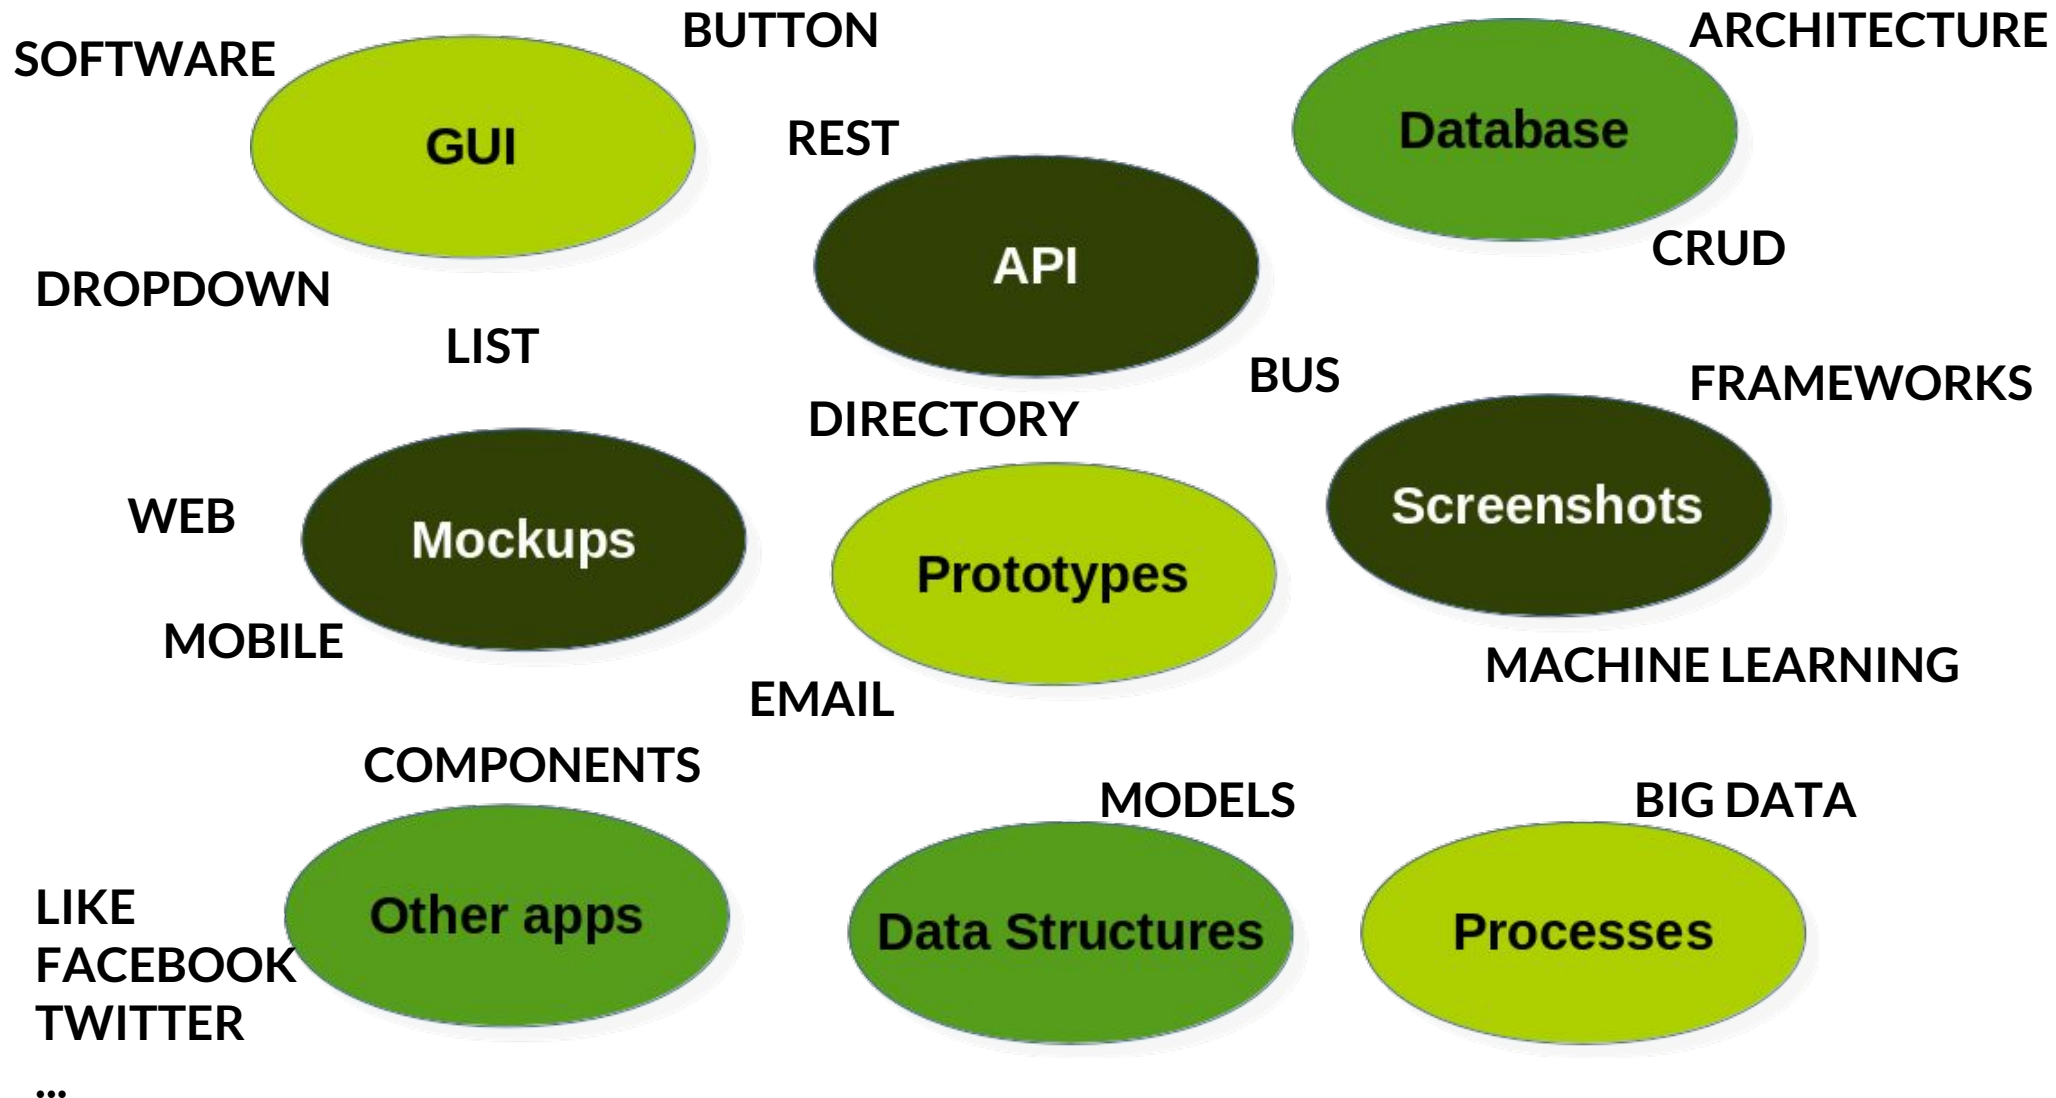 BUTTON
ARCHITECTURE
SOFTWARE
GUI
REST
Database
API
CRUD
DROPDOWN
LIST
BUS
FRAMEWORKS
DIRECTORY
WEB
Mockups
Screenshots
Prototypes
MOBILE
MACHINE LEARNING
EMAIL
COMPONENTS
MODELS
BIG DATA
LIKE
FACEBOOK
TWITTER
...
Other apps
Data Structures
Processes